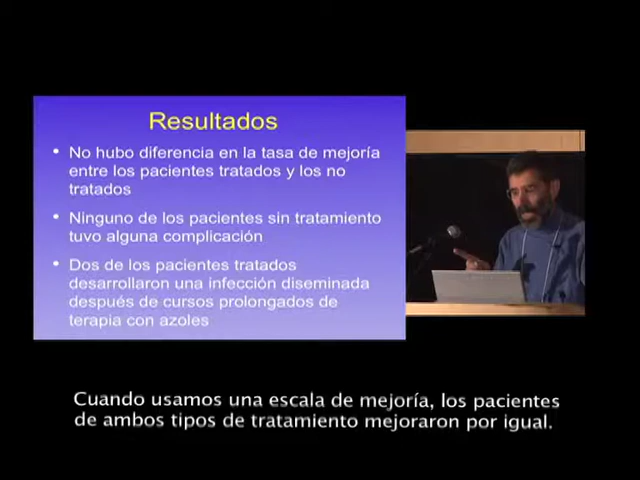 Resultados
• No hubo diferencia en la tasa de mejoría
entre los pacientes tratados y los no
tratados
• Ninguno de los pacientes sin tratamiento
tuvo alguna complicación
• Dos de los pacientes tratados
desarrollaron una infección diseminada
después de cursos prolongados de
terapia con azoles
Cuando usamos una escala de mejoría, los pacientes
de ambos tipos de tratamiento mejoraron por igual.